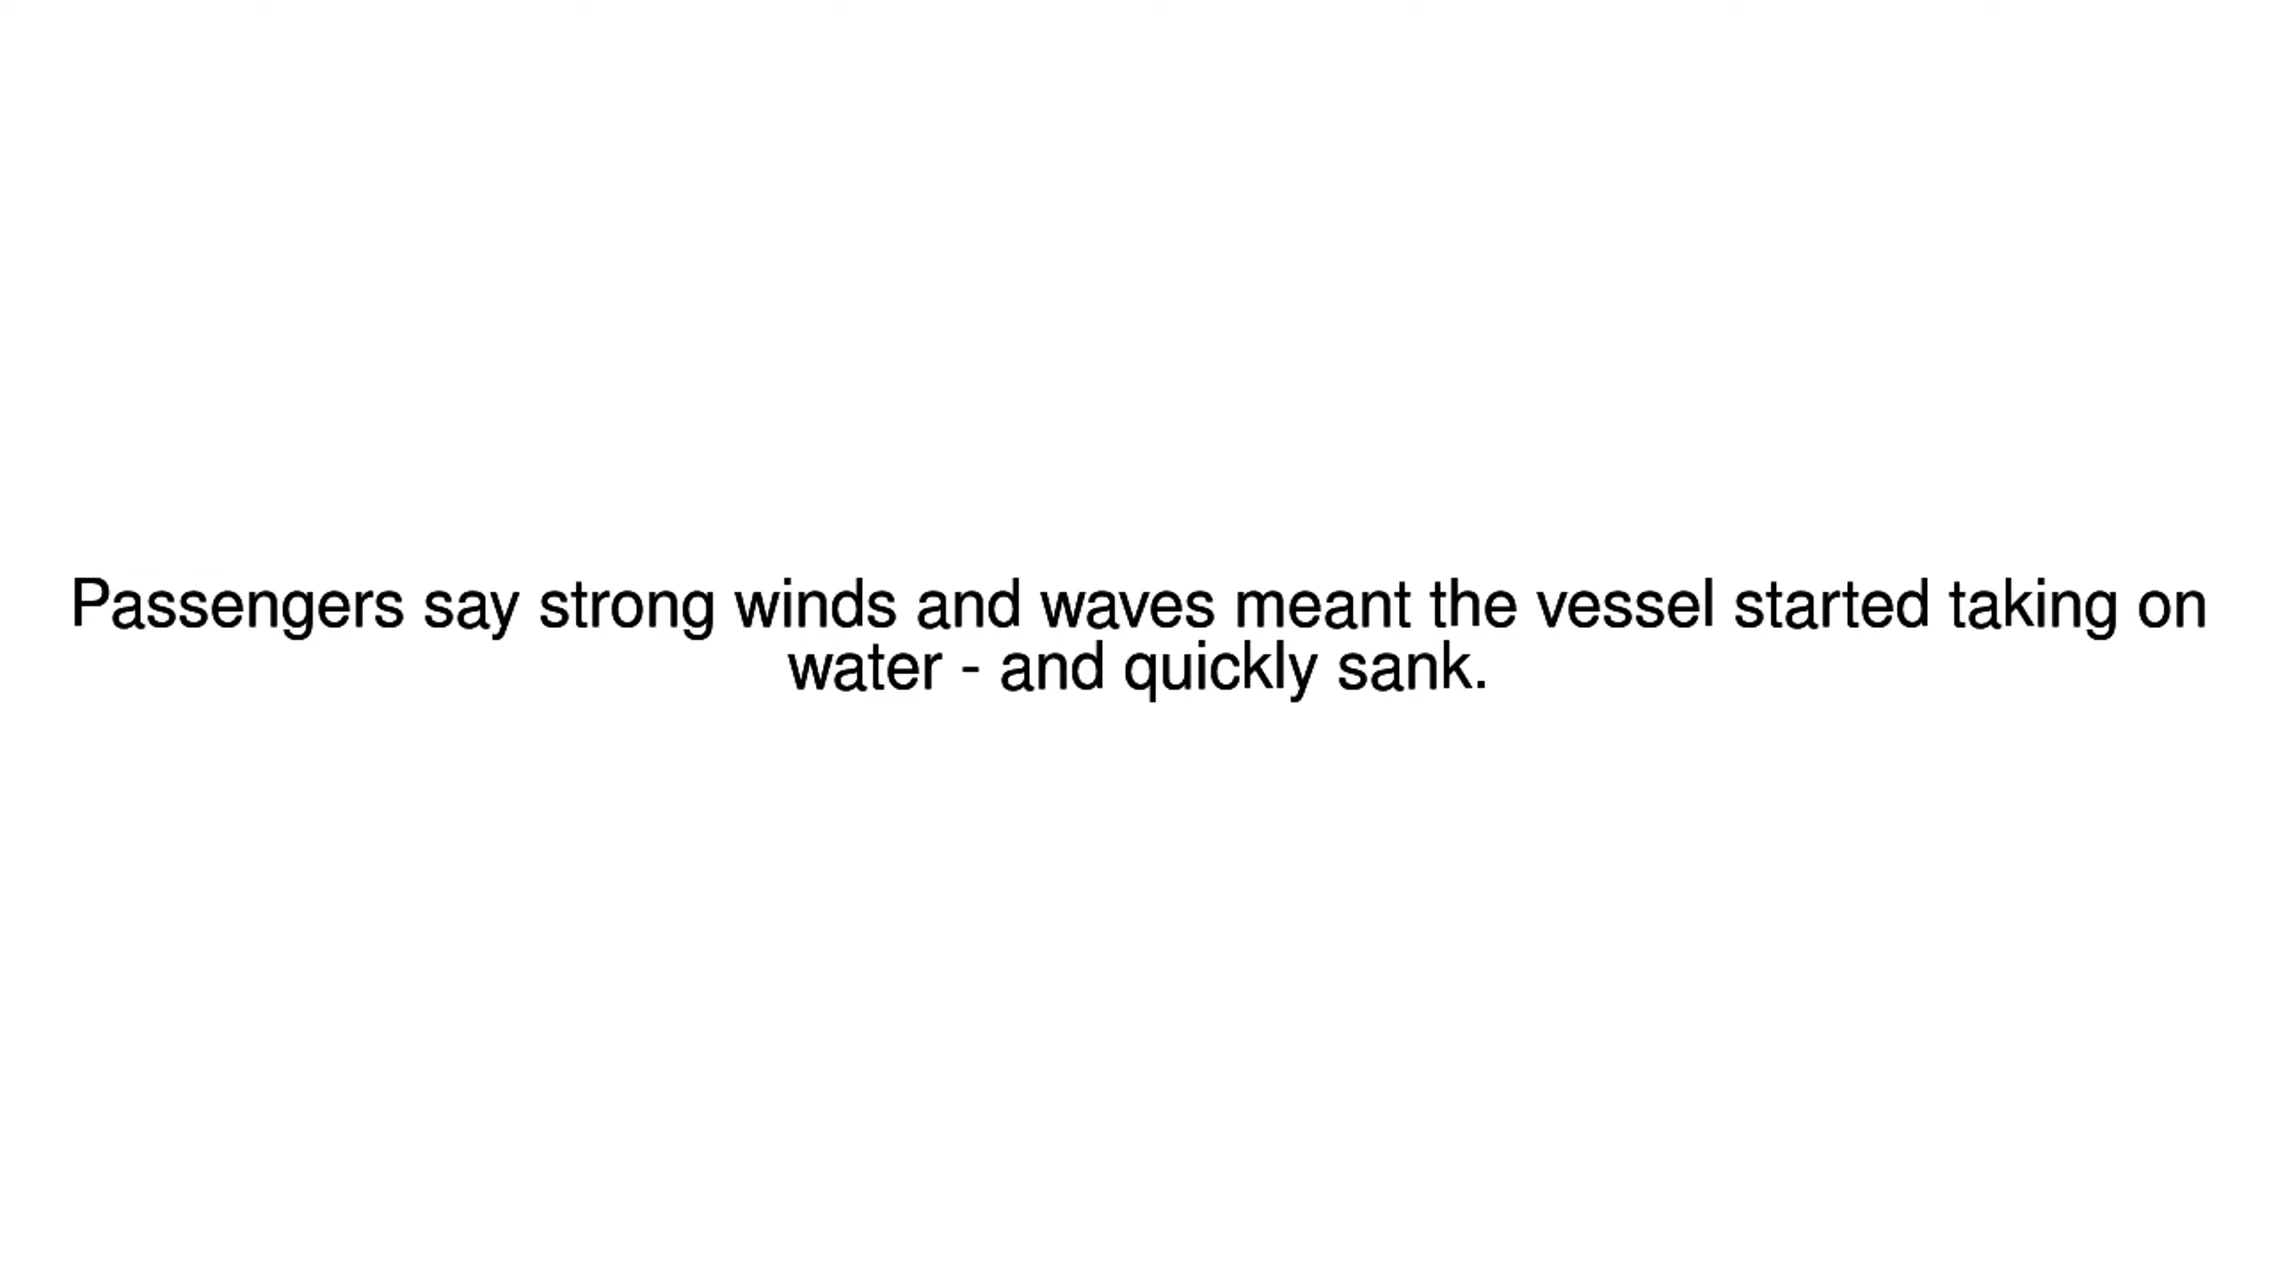 Passengers say strong winds and waves meant the vessel started taking on
water - and quickly sank.